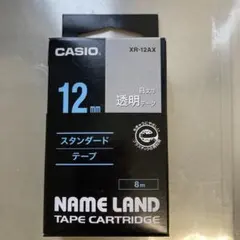 CASIO
XR-12AX
12mm
白文字
透明テープ
スタンダード
テープ
8m
NAME LAND
TAPE CARTRIDGE